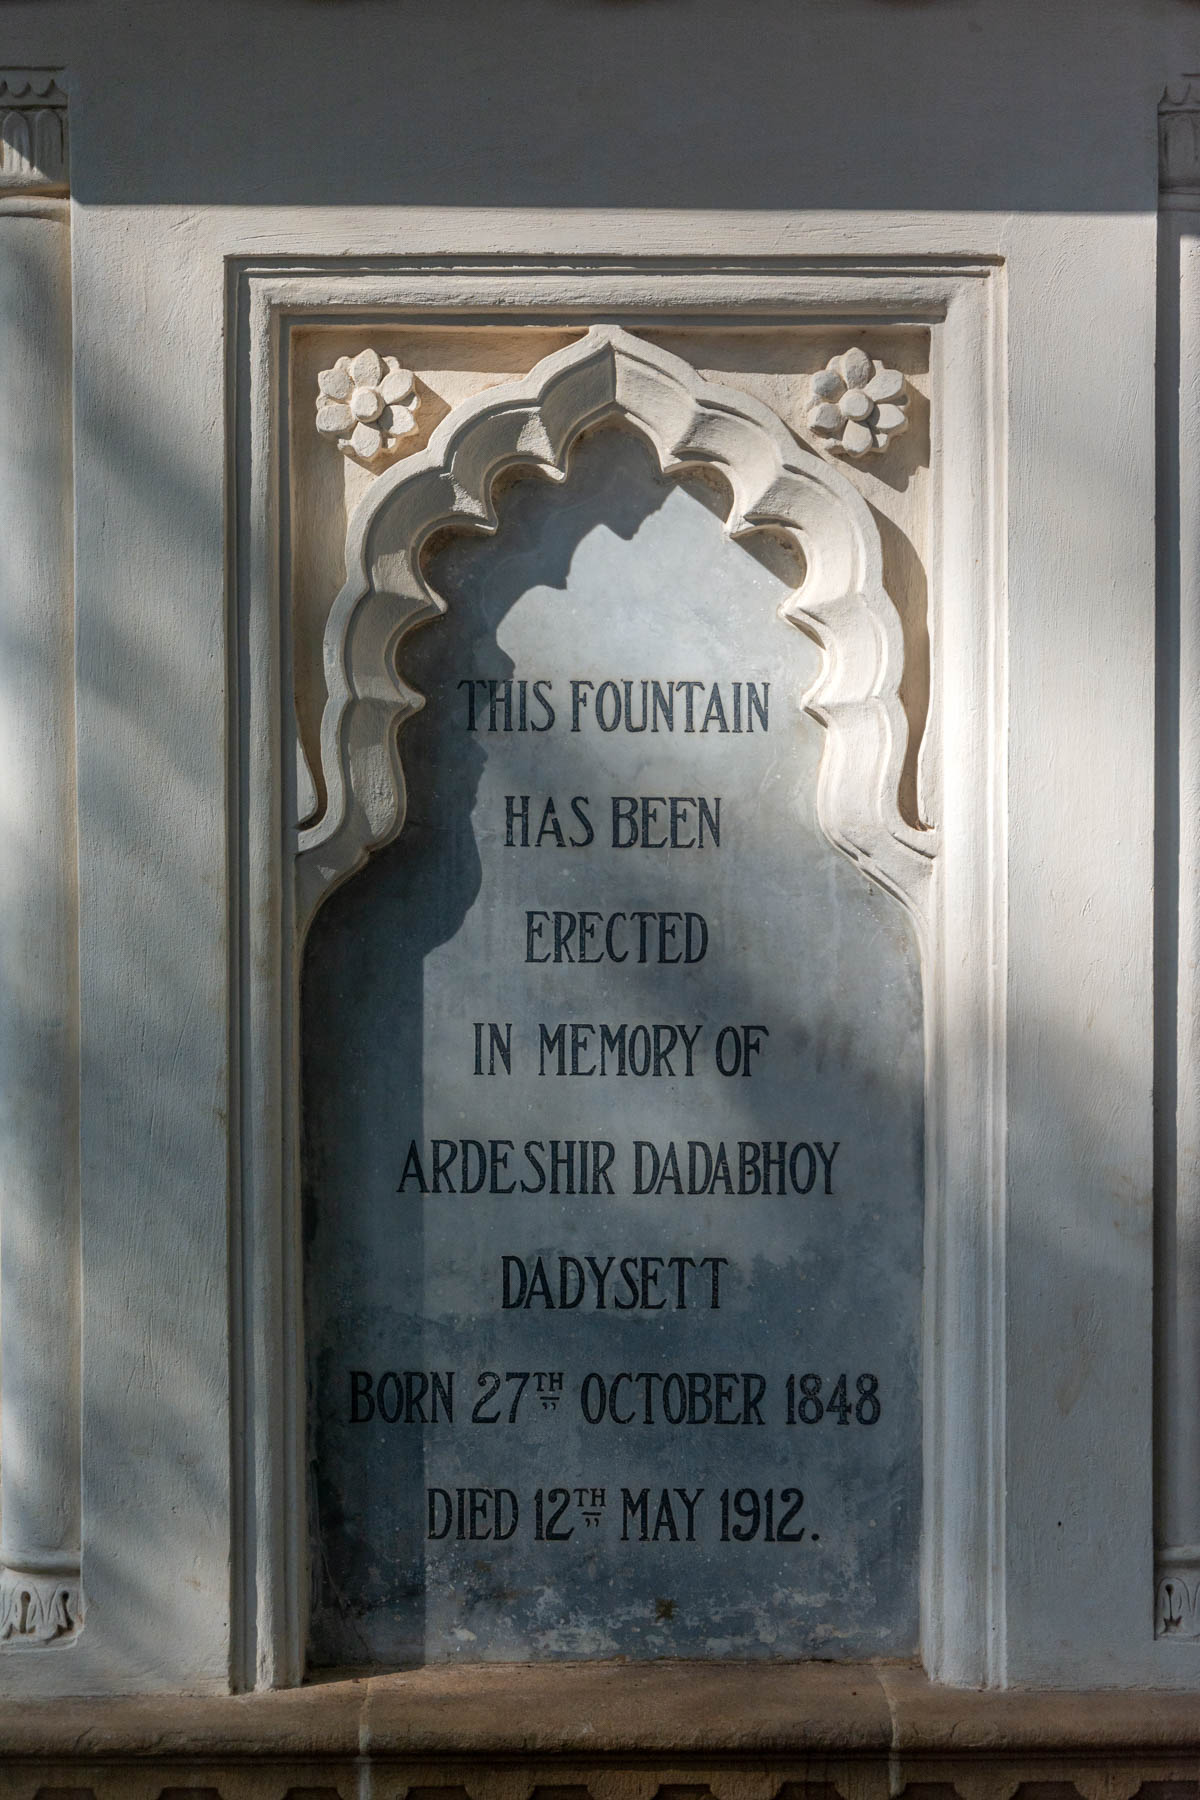 THIS FOUNTAIN
HAS BEEN
ERECTED
IN MEMORY OF
ARDESHIR DADABHOY
DADYSETT
BORN 27TH OCTOBER 1848
DIED 12TH MAY 1912.